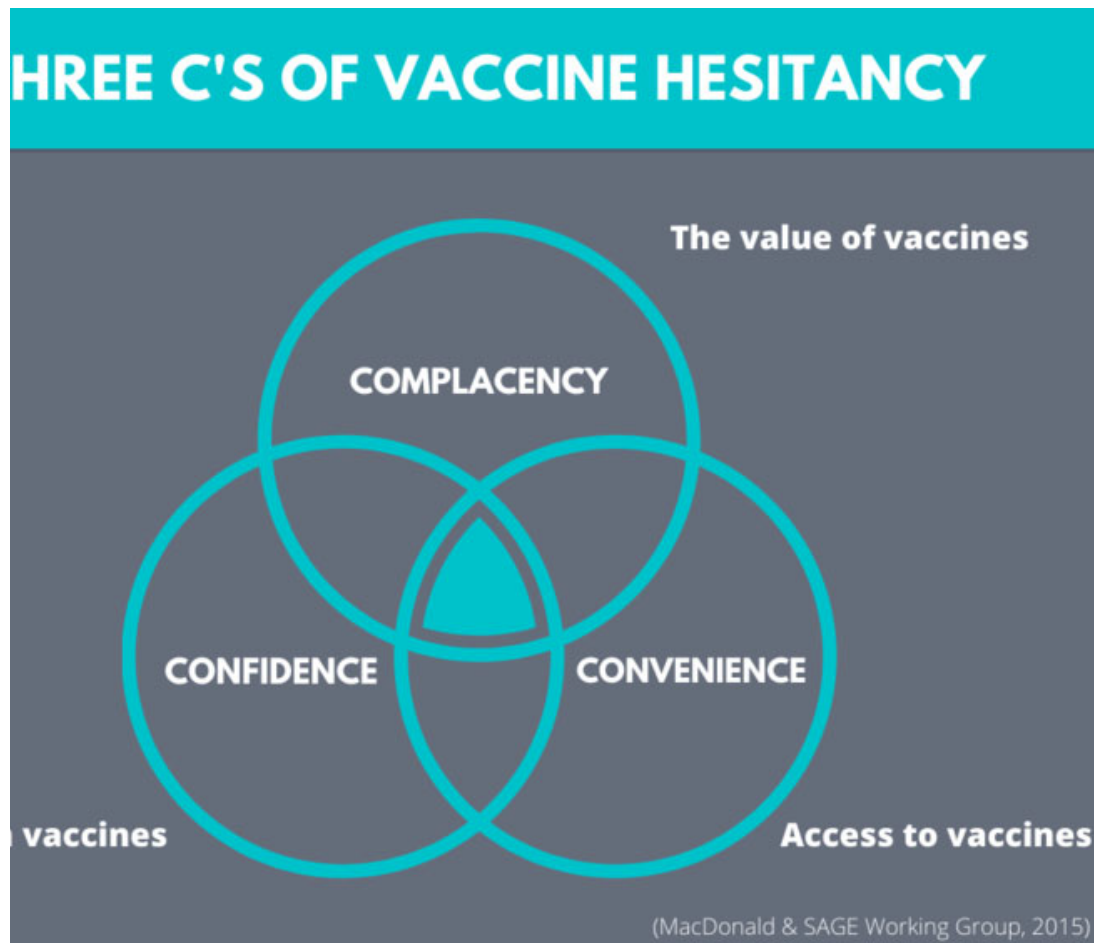 HREE C'S OF VACCINE HESITANCY
The value of vaccines
COMPLACENCY
CONFIDENCE
CONVENIENCE
vaccines
Access to vaccines
(MacDonald & SAGE Working Group, 2015)